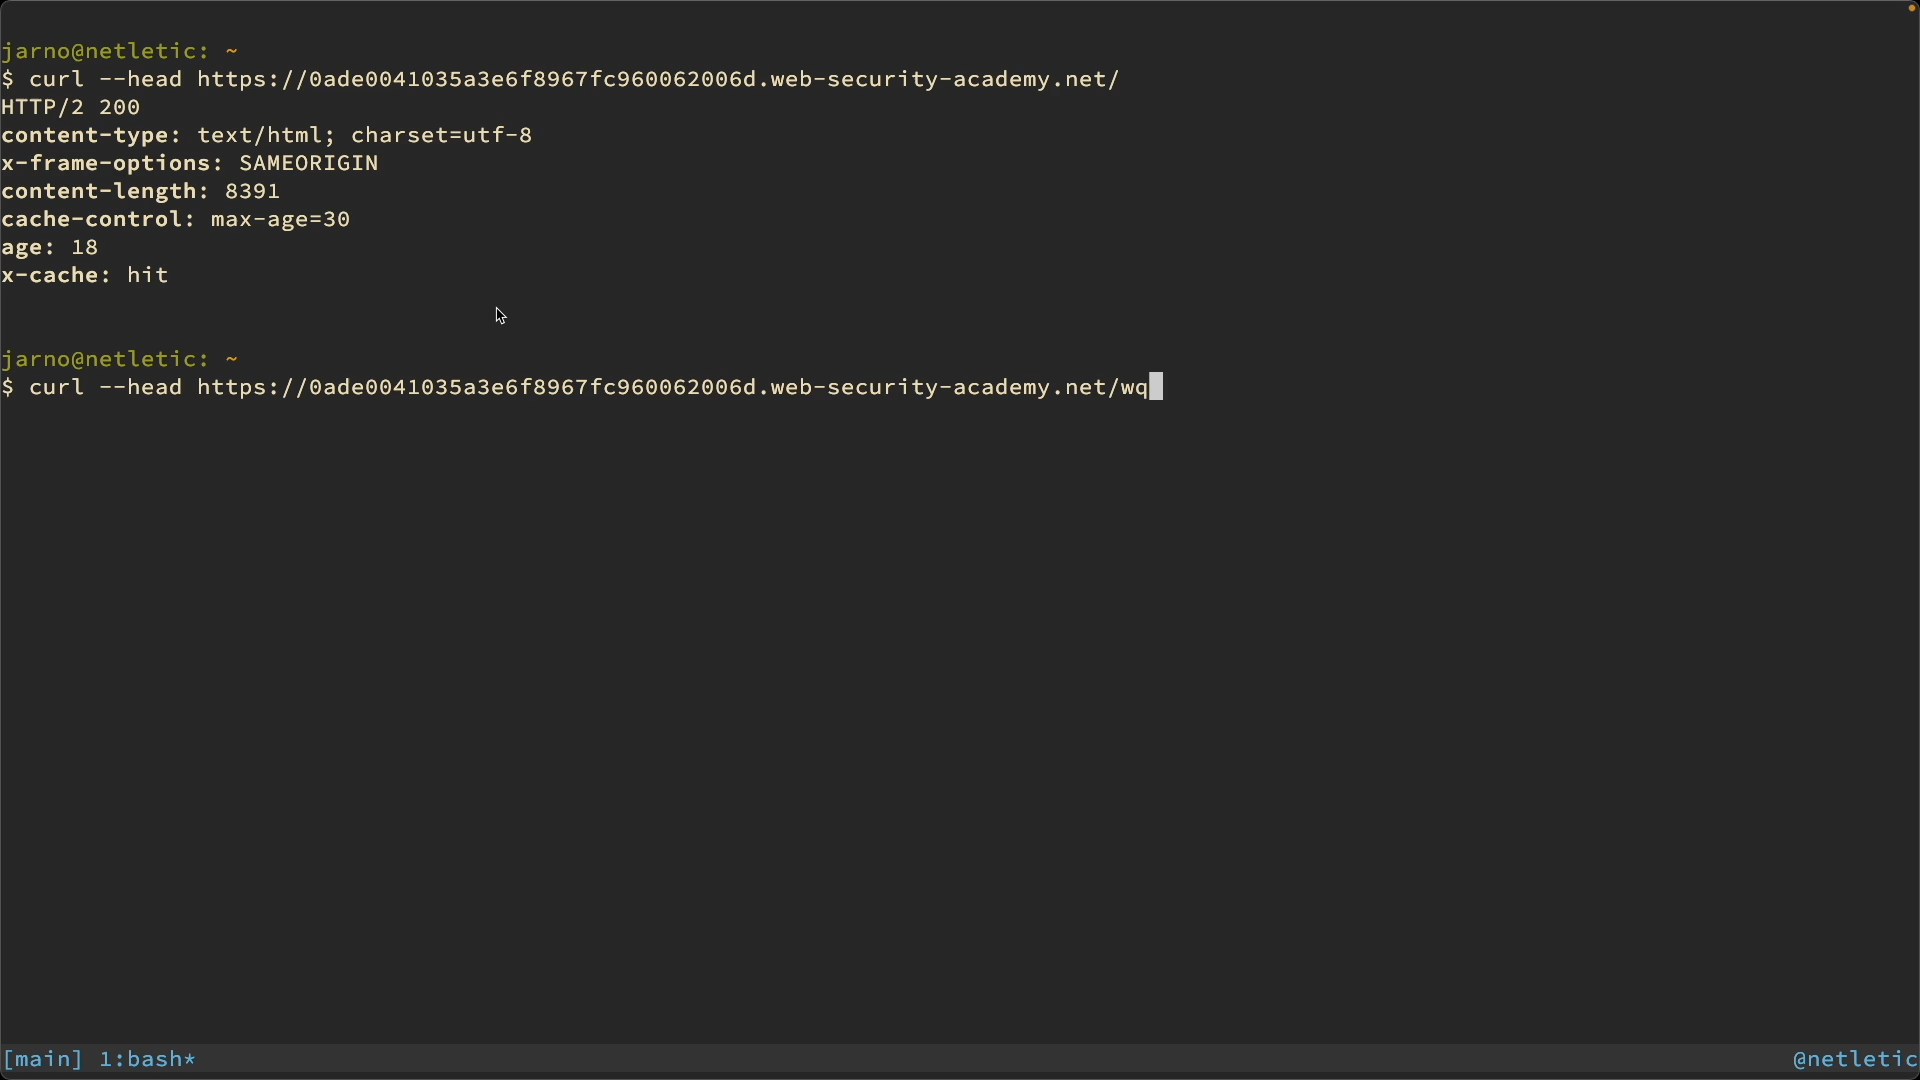 jarno@netletic: ~
$ curl --head https://0ade0041035a3e6f8967fc960062006d.web-security-academy.net/
HTTP/2 200
content-type: text/html; charset=utf-8
x-frame-options: SAMEORIGIN
content-length: 8391
cache-control: max-age=30
age: 18
x-cache: hit
jarno@netletic: ~
$ curl --head https://0ade0041035a3e6f8967fc960062006d.web-security-academy.net/wq
[main] 1:bash* @netletic